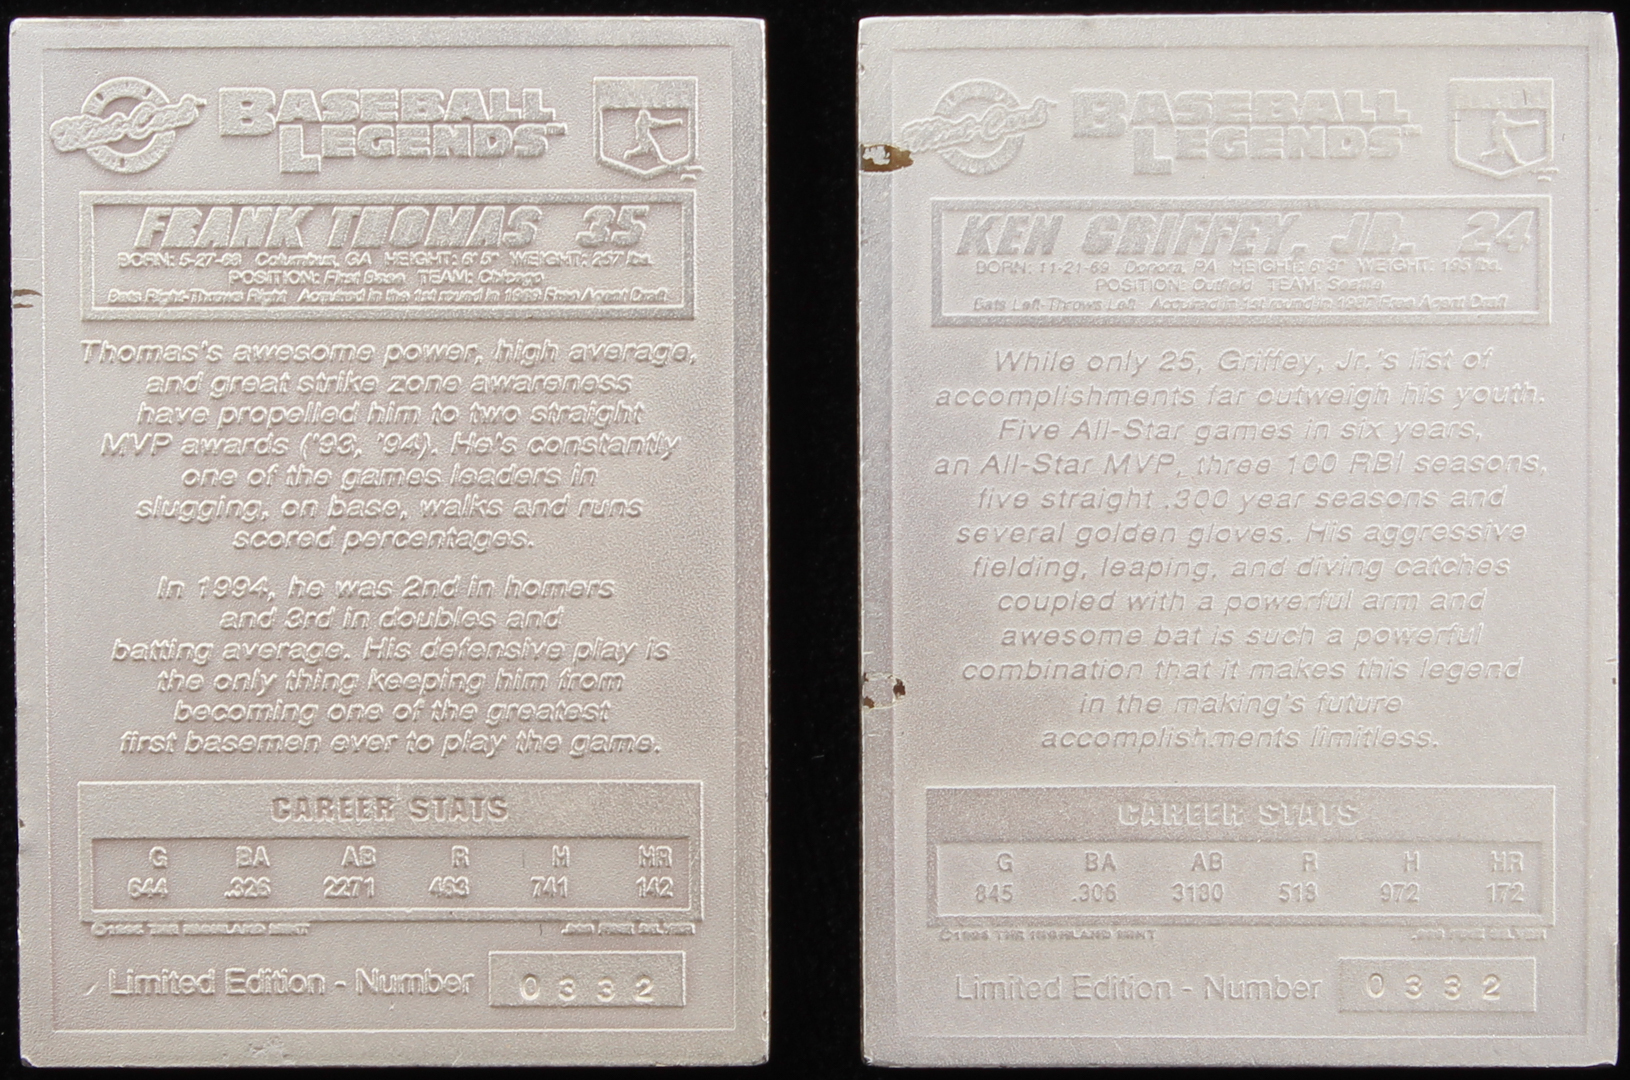 BASEBALL
LEGENDS™
FRANK THOMAS 35
BORN: 5-27-68 Columbus, GA HEIGHT: 6' 5" WEIGHT: 257 lbs.
POSITION: First Base TEAM: Chicago
Bats Right-Throws Right Acquired in the 1st round in 1989 Free Agent Draft
Thomas's awesome power, high average,
and great strike zone awareness
have propelled him to two straight
MVP awards ('93, '94). He's constantly
one of the games leaders in
slugging, on base, walks and runs
scored percentages.
In 1994, he was 2nd in homers
and 3rd in doubles and
batting average. His defensive play is
the only thing keeping him from
becoming one of the greatest
first basemen ever to play the game.
CAREER STATS
G BA AB R H HR
644 .326 2271 463 741 142
THE HIGHLAND MINT .999 FINE SILVER
Limited Edition - Number 0332
BASEBALL
LEGENDS™
KEN GRIFFEY, JR. 24
BORN: 11-21-69 Donora, PA HEIGHT: 6' 3" WEIGHT: 195 lbs.
POSITION: Outfield TEAM: Seattle
Bats Left-Throws Left Acquired in 1st round in 1987 Free Agent Draft
While only 25, Griffey, Jr.'s list of
accomplishments far outweigh his youth.
Five All-Star games in six years,
an All-Star MVP, three 100 RBI seasons,
five straight .300 year seasons and
several golden gloves. His aggressive
fielding, leaping, and diving catches
coupled with a powerful arm and
awesome bat is such a powerful
combination that it makes this legend
in the making's future
accomplishments limitless.
CAREER STATS
G BA AB R H HR
845 .306 3180 518 972 172
THE HIGHLAND MINT .999 FINE SILVER
Limited Edition - Number 0332